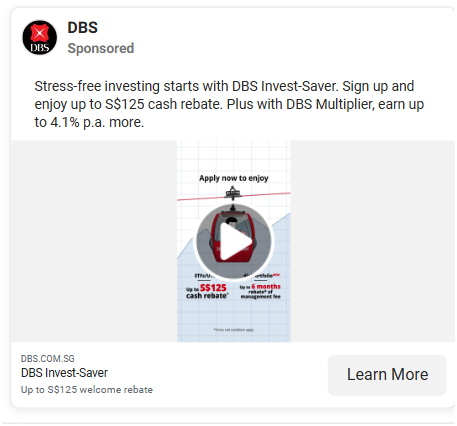 DBS
DBS
Sponsored
Stress-free investing starts with DBS Invest-Saver. Sign up and
enjoy up to S$125 cash rebate. Plus with DBS Multiplier, earn up
to 4.1% p.a. more.
Apply now to enjoy
Up to S$125
cash rebate*
Up to 6 months
rebate* of
management fee
*Terms and conditions apply.
DBS.COM.SG
DBS Invest-Saver
Up to S$125 welcome rebate
Learn More